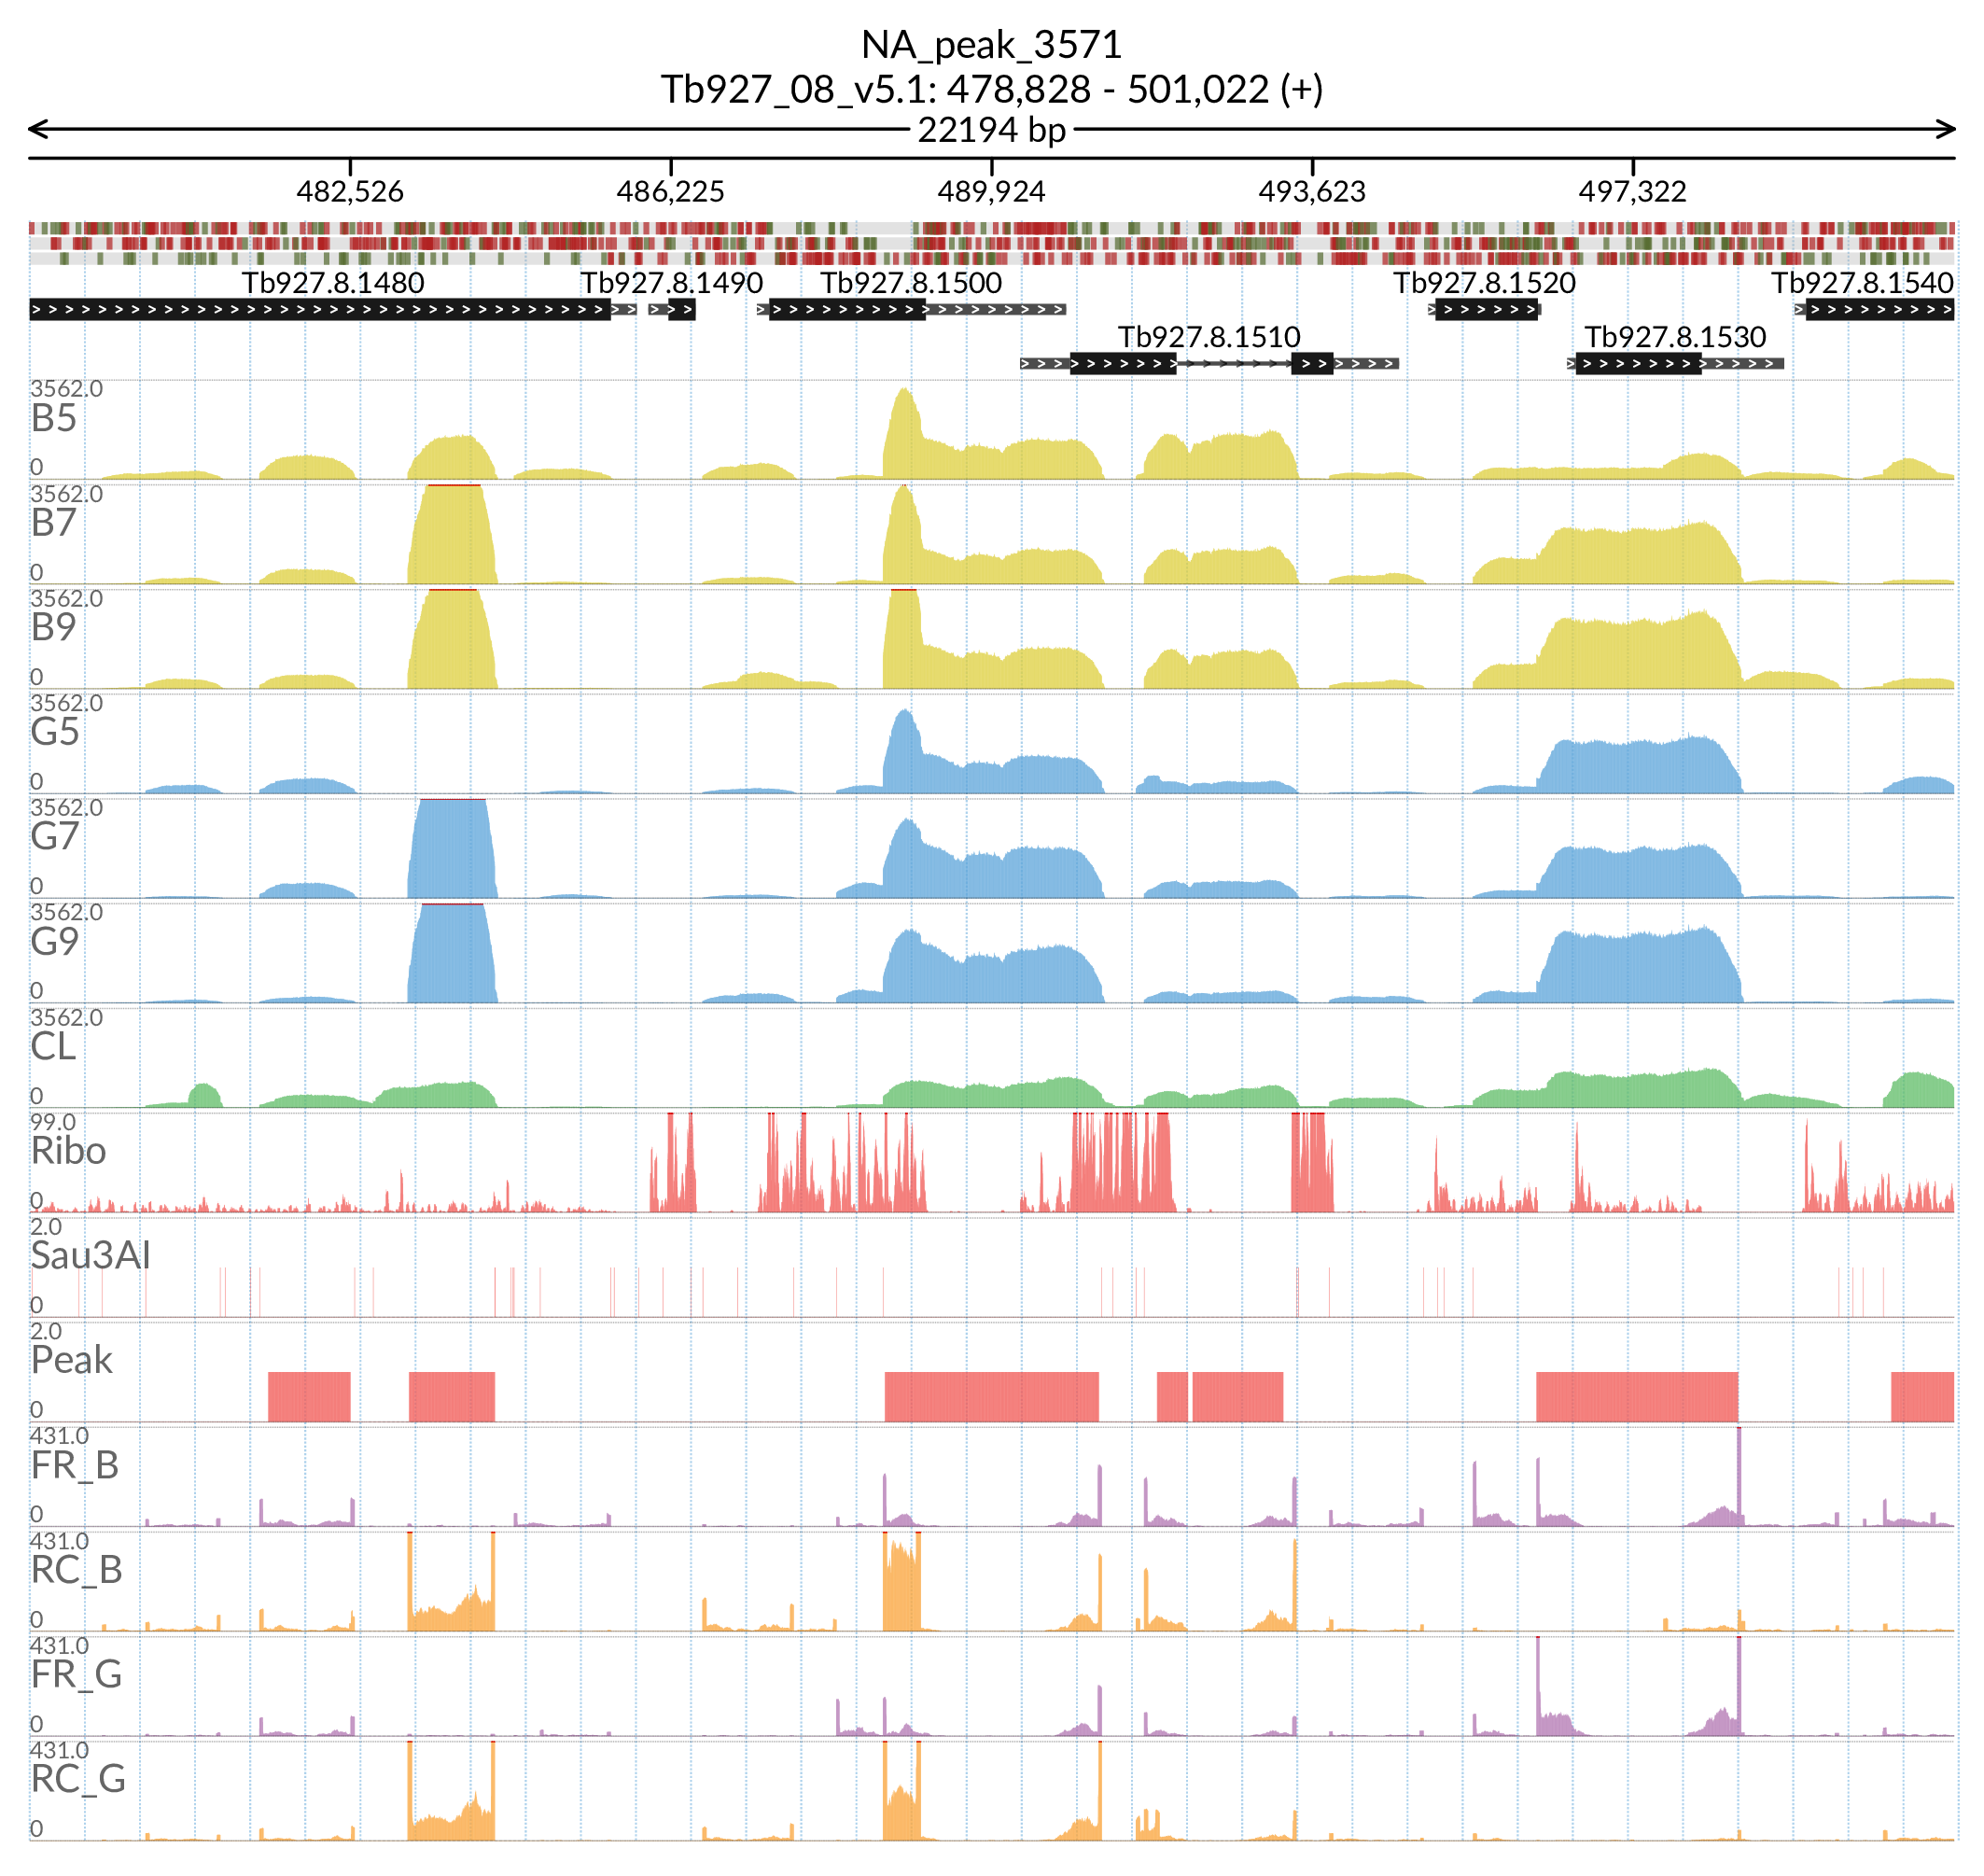 NA_peak_3571
Tb927_08_v5.1: 478,828 - 501,022 (+)
22194 bp
482,526 486,225 489,924 493,623 497,322
Tb927.8.1480 Tb927.8.1490 Tb927.8.1500 Tb927.8.1520 Tb927.8.1540
Tb927.8.1510 Tb927.8.1530
3562.0
B5
0
3562.0
B7
0
3562.0
B9
0
3562.0
G5
0
3562.0
G7
0
3562.0
G9
0
3562.0
CL
0
99.0
Ribo
0
2.0
Sau3AI
0
2.0
Peak
0
431.0
FR_B
0
431.0
RC_B
0
431.0
FR_G
0
431.0
RC_G
0